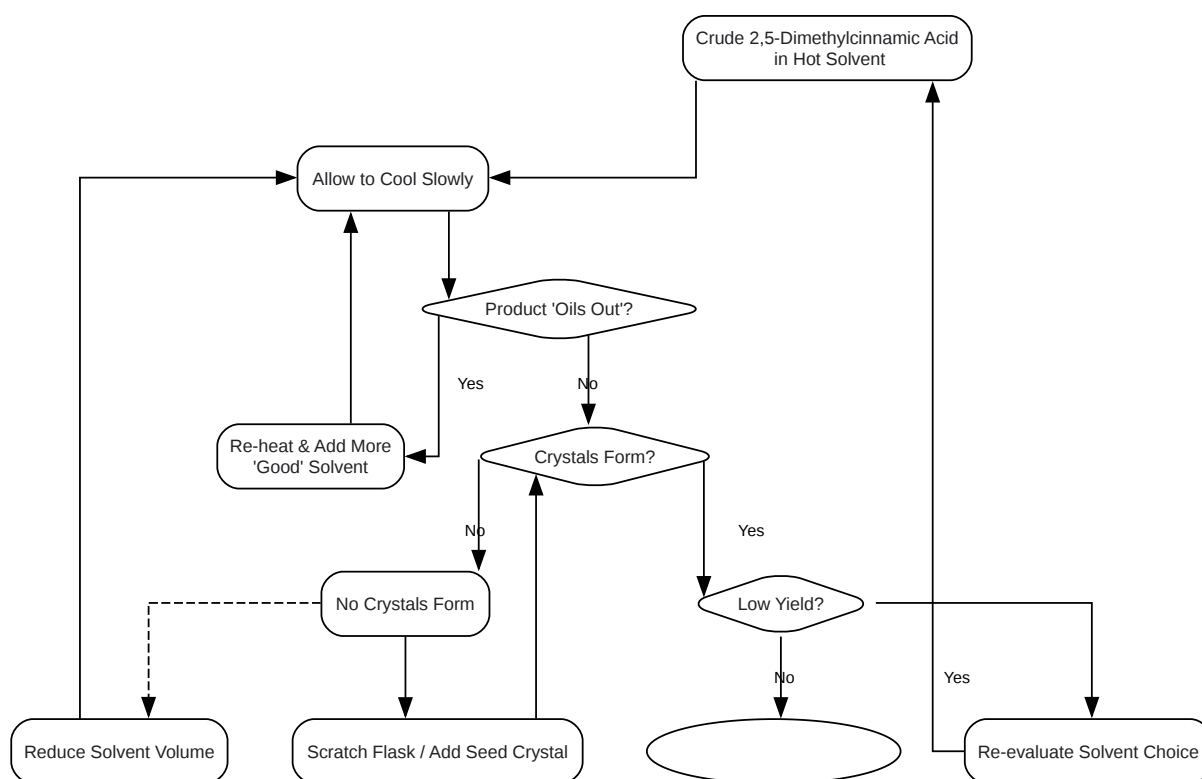 Crude 2,5-Dimethylcinnamic Acid
in Hot Solvent
Allow to Cool Slowly
Product 'Oils Out'?
Yes
No
Re-heat & Add More
'Good' Solvent
Crystals Form?
No
Yes
No Crystals Form
Low Yield?
No
Yes
Reduce Solvent Volume
Scratch Flask / Add Seed Crystal
Re-evaluate Solvent Choice